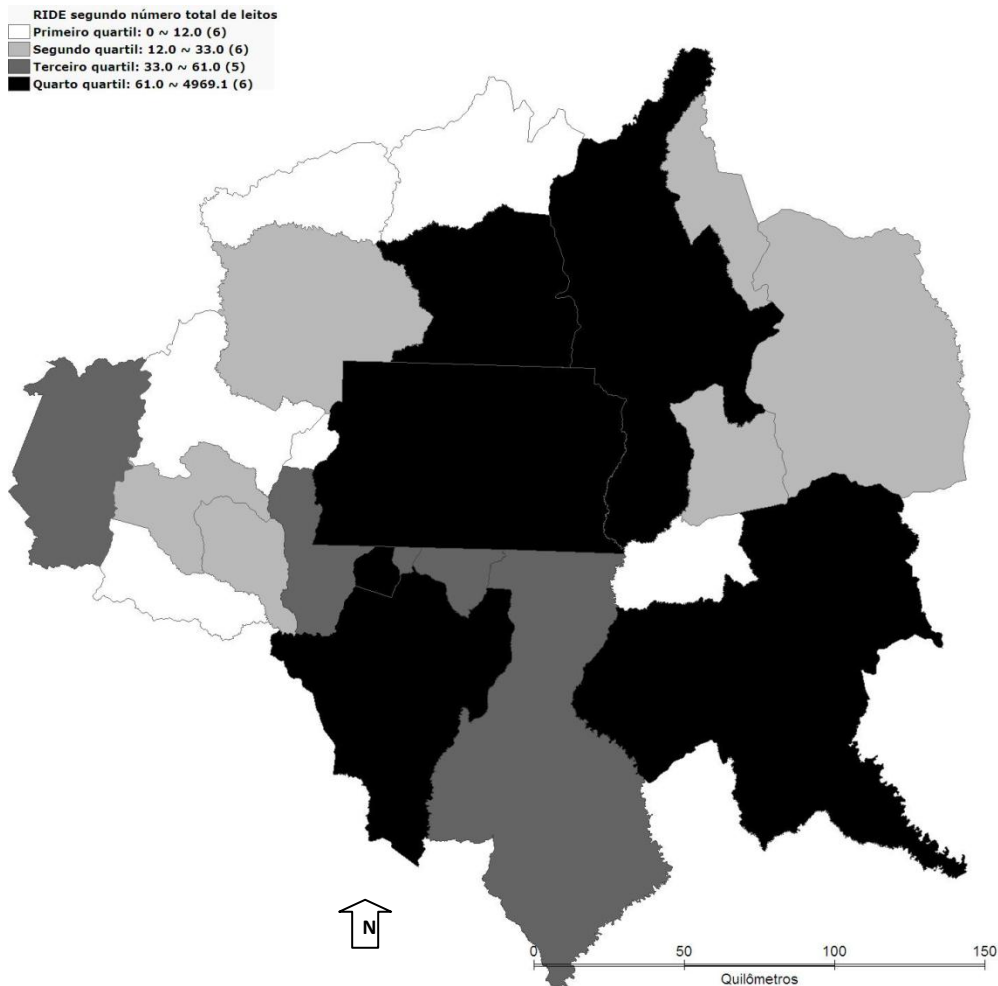 RIDE segundo número total de leitos
Primeiro quartil: 0 ~ 12.0 (6)
Segundo quartil: 12.0 ~ 33.0 (6)
Terceiro quartil: 33.0 ~ 61.0 (5)
Quarto quartil: 61.0 ~ 4969.1 (6)
N
0 50 100 150
Quilômetros